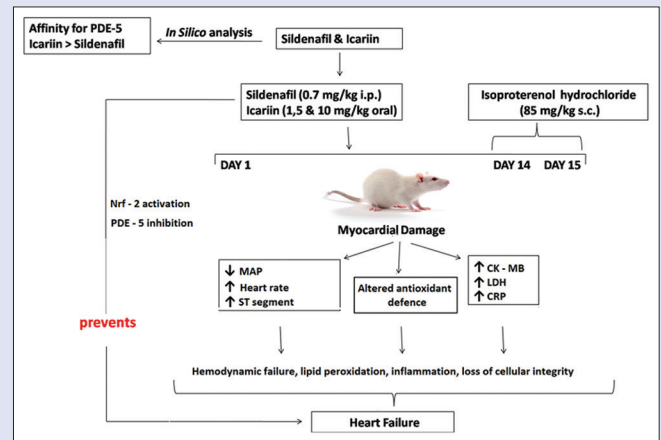 Affinity for PDE-5
Icariin > Sildenafil
In Silico analysis
Sildenafil & Icariin
Sildenafil (0.7 mg/kg i.p.)
Icariin (1,5 & 10 mg/kg oral)
Isoproterenol hydrochloride
(85 mg/kg s.c.)
DAY 1
DAY 14
DAY 15
Nrf - 2 activation
PDE - 5 inhibition
Myocardial Damage
↓ MAP
↑ Heart rate
↑ ST segment
Altered antioxidant
defence
↑ CK - MB
↑ LDH
↑ CRP
prevents
Hemodynamic failure, lipid peroxidation, inflammation, loss of cellular integrity
Heart Failure